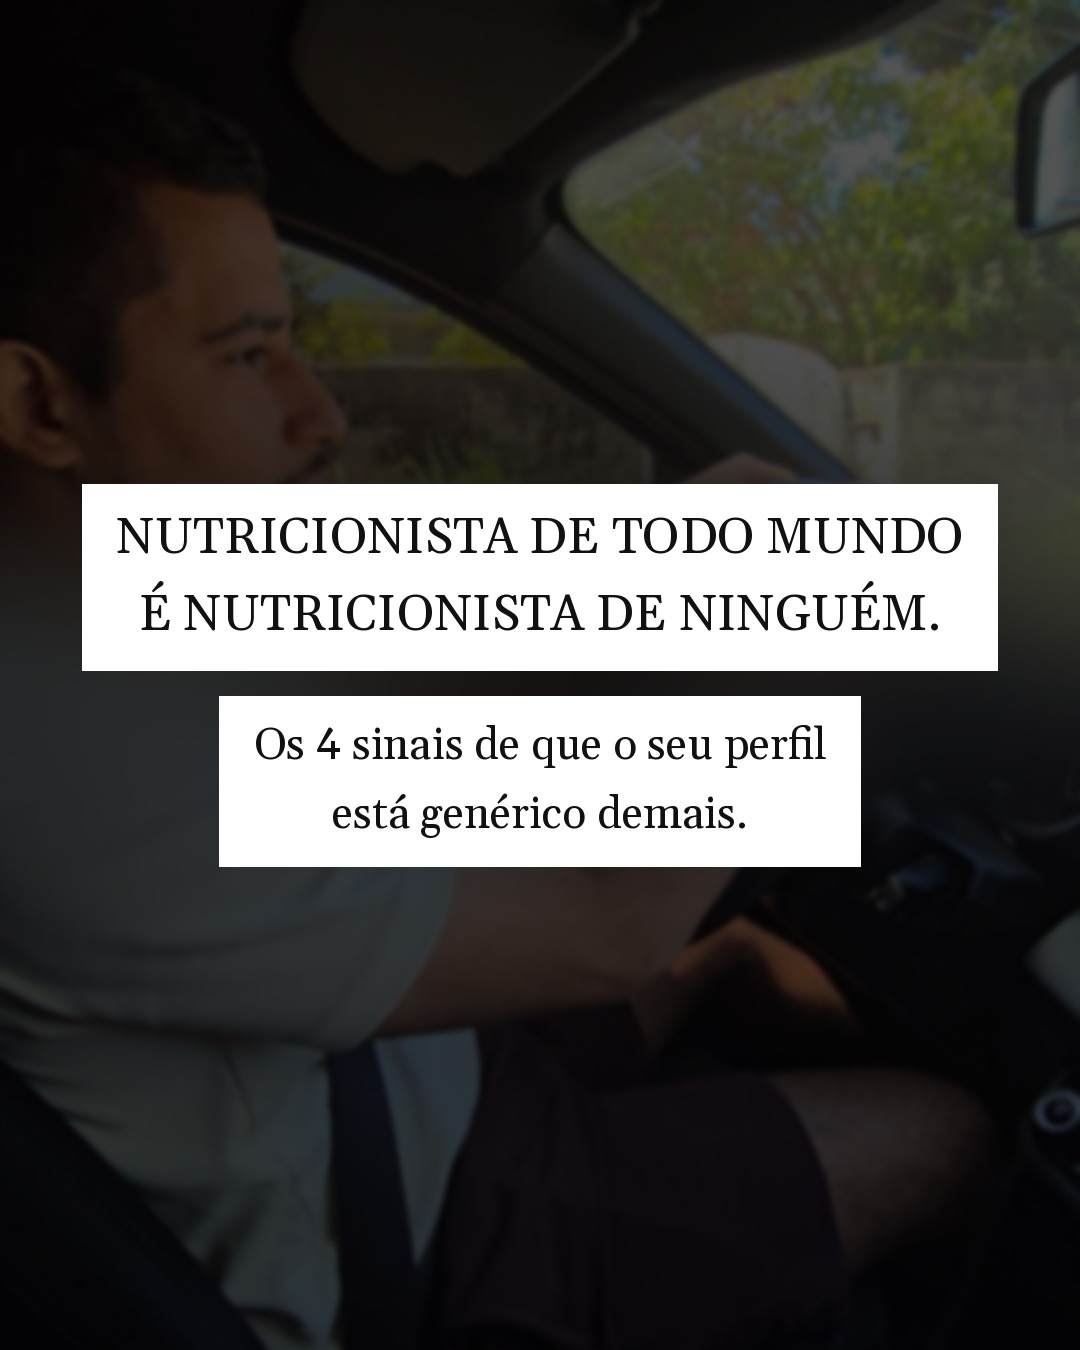 NUTRICIONISTA DE TODO MUNDO
É NUTRICIONISTA DE NINGUÉM.
Os 4 sinais de que o seu perfil
está genérico demais.